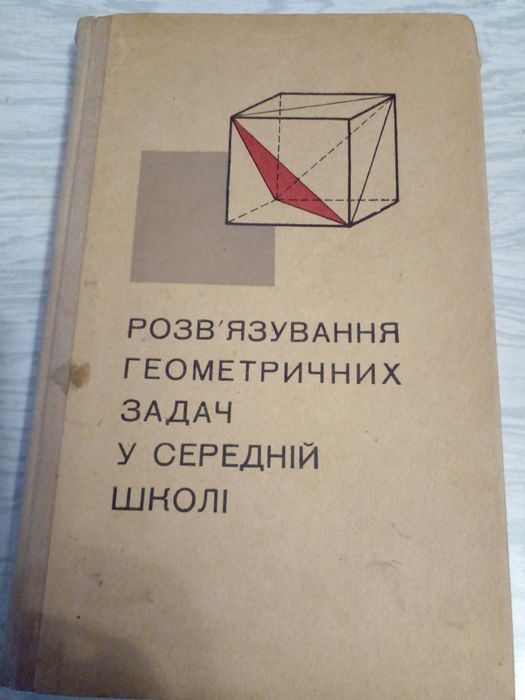 РОЗВ'ЯЗУВАННЯ
ГЕОМЕТРИЧНИХ
ЗАДАЧ
У СЕРЕДНІЙ
ШКОЛІ